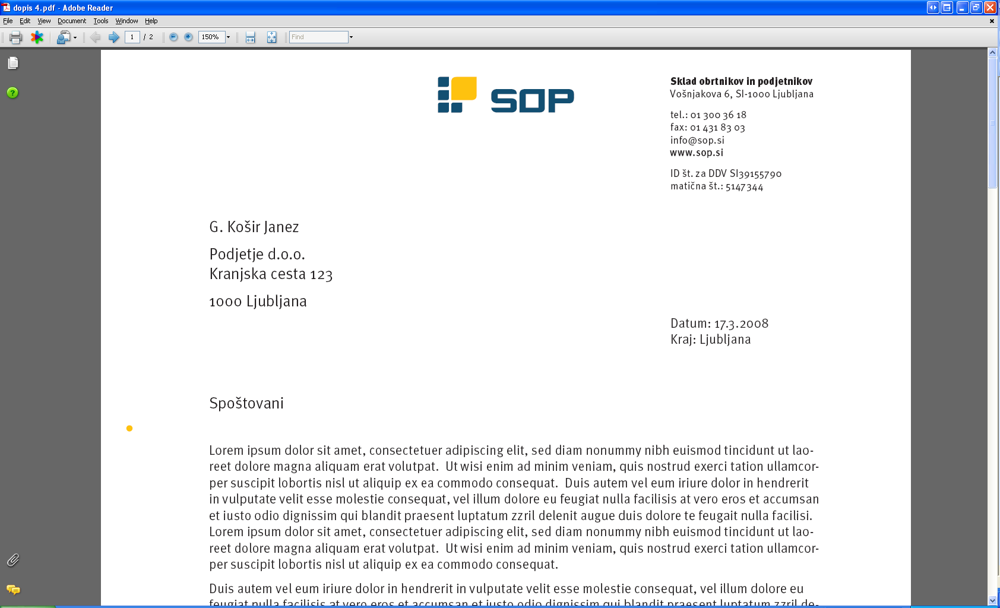 dopis 4.pdf - Adobe Reader
File Edit View Document Tools Window Help
1 / 2 150% Find
SOP
Sklad obrtnikov in podjetnikov
Vošnjakova 6, SI-1000 Ljubljana
tel.: 01 300 36 18
fax: 01 431 83 03
info@sop.si
www.sop.si
ID št. za DDV SI39155790
matična št.: 5147344
G. Košir Janez
Podjetje d.o.o.
Kranjska cesta 123
1000 Ljubljana
Datum: 17.3.2008
Kraj: Ljubljana
Spoštovani
Lorem ipsum dolor sit amet, consectetuer adipiscing elit, sed diam nonummy nibh euismod tincidunt ut lao-
reet dolore magna aliquam erat volutpat.  Ut wisi enim ad minim veniam, quis nostrud exerci tation ullamcor-
per suscipit lobortis nisl ut aliquip ex ea commodo consequat.  Duis autem vel eum iriure dolor in hendrerit
in vulputate velit esse molestie consequat, vel illum dolore eu feugiat nulla facilisis at vero eros et accumsan
et iusto odio dignissim qui blandit praesent luptatum zzril delenit augue duis dolore te feugait nulla facilisi.
Lorem ipsum dolor sit amet, consectetuer adipiscing elit, sed diam nonummy nibh euismod tincidunt ut lao-
reet dolore magna aliquam erat volutpat.  Ut wisi enim ad minim veniam, quis nostrud exerci tation ullamcor-
per suscipit lobortis nisl ut aliquip ex ea commodo consequat.
Duis autem vel eum iriure dolor in hendrerit in vulputate velit esse molestie consequat, vel illum dolore eu
feugiat nulla facilisis at vero eros et accumsan et iusto odio dignissim qui blandit praesent luptatum zzril de-